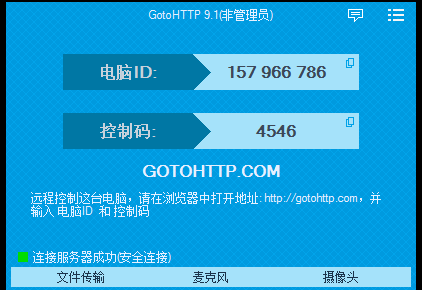 GotoHTTP 9.1(非管理员)
电脑ID: 157 966 786
控制码: 4546
GOTOHTTP.COM
远程控制这台电脑，请在浏览器中打开地址: http://gotohttp.com，并
输入 电脑ID 和 控制码
连接服务器成功(安全连接)
文件传输 麦克风 摄像头